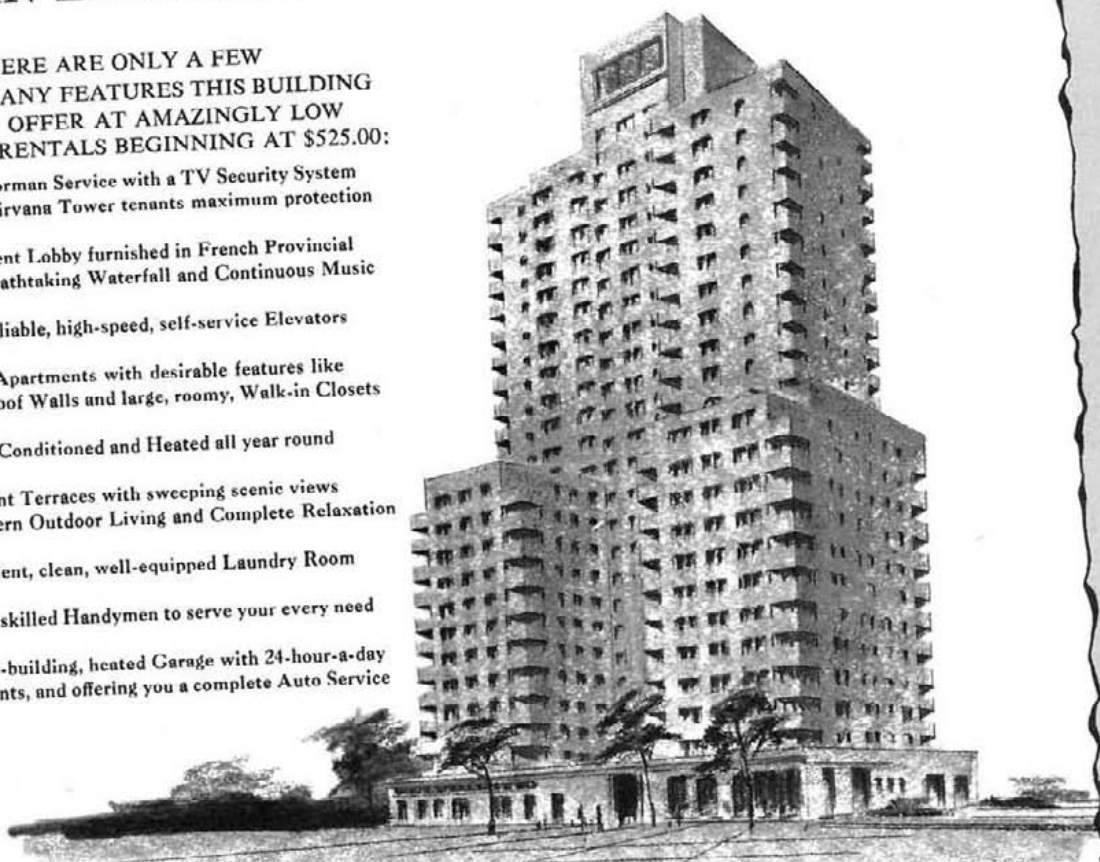 ERE ARE ONLY A FEW
ANY FEATURES THIS BUILDING
OFFER AT AMAZINGLY LOW
RENTALS BEGINNING AT $525.00:
orman Service with a TV Security System
irvana Tower tenants maximum protection
ent Lobby furnished in French Provincial
athtaking Waterfall and Continuous Music
liable, high-speed, self-service Elevators
Apartments with desirable features like
oof Walls and large, roomy, Walk-in Closets
Conditioned and Heated all year round
nt Terraces with sweeping scenic views
ern Outdoor Living and Complete Relaxation
ent, clean, well-equipped Laundry Room
skilled Handymen to serve your every need
-building, heated Garage with 24-hour-a-day
nts, and offering you a complete Auto Service